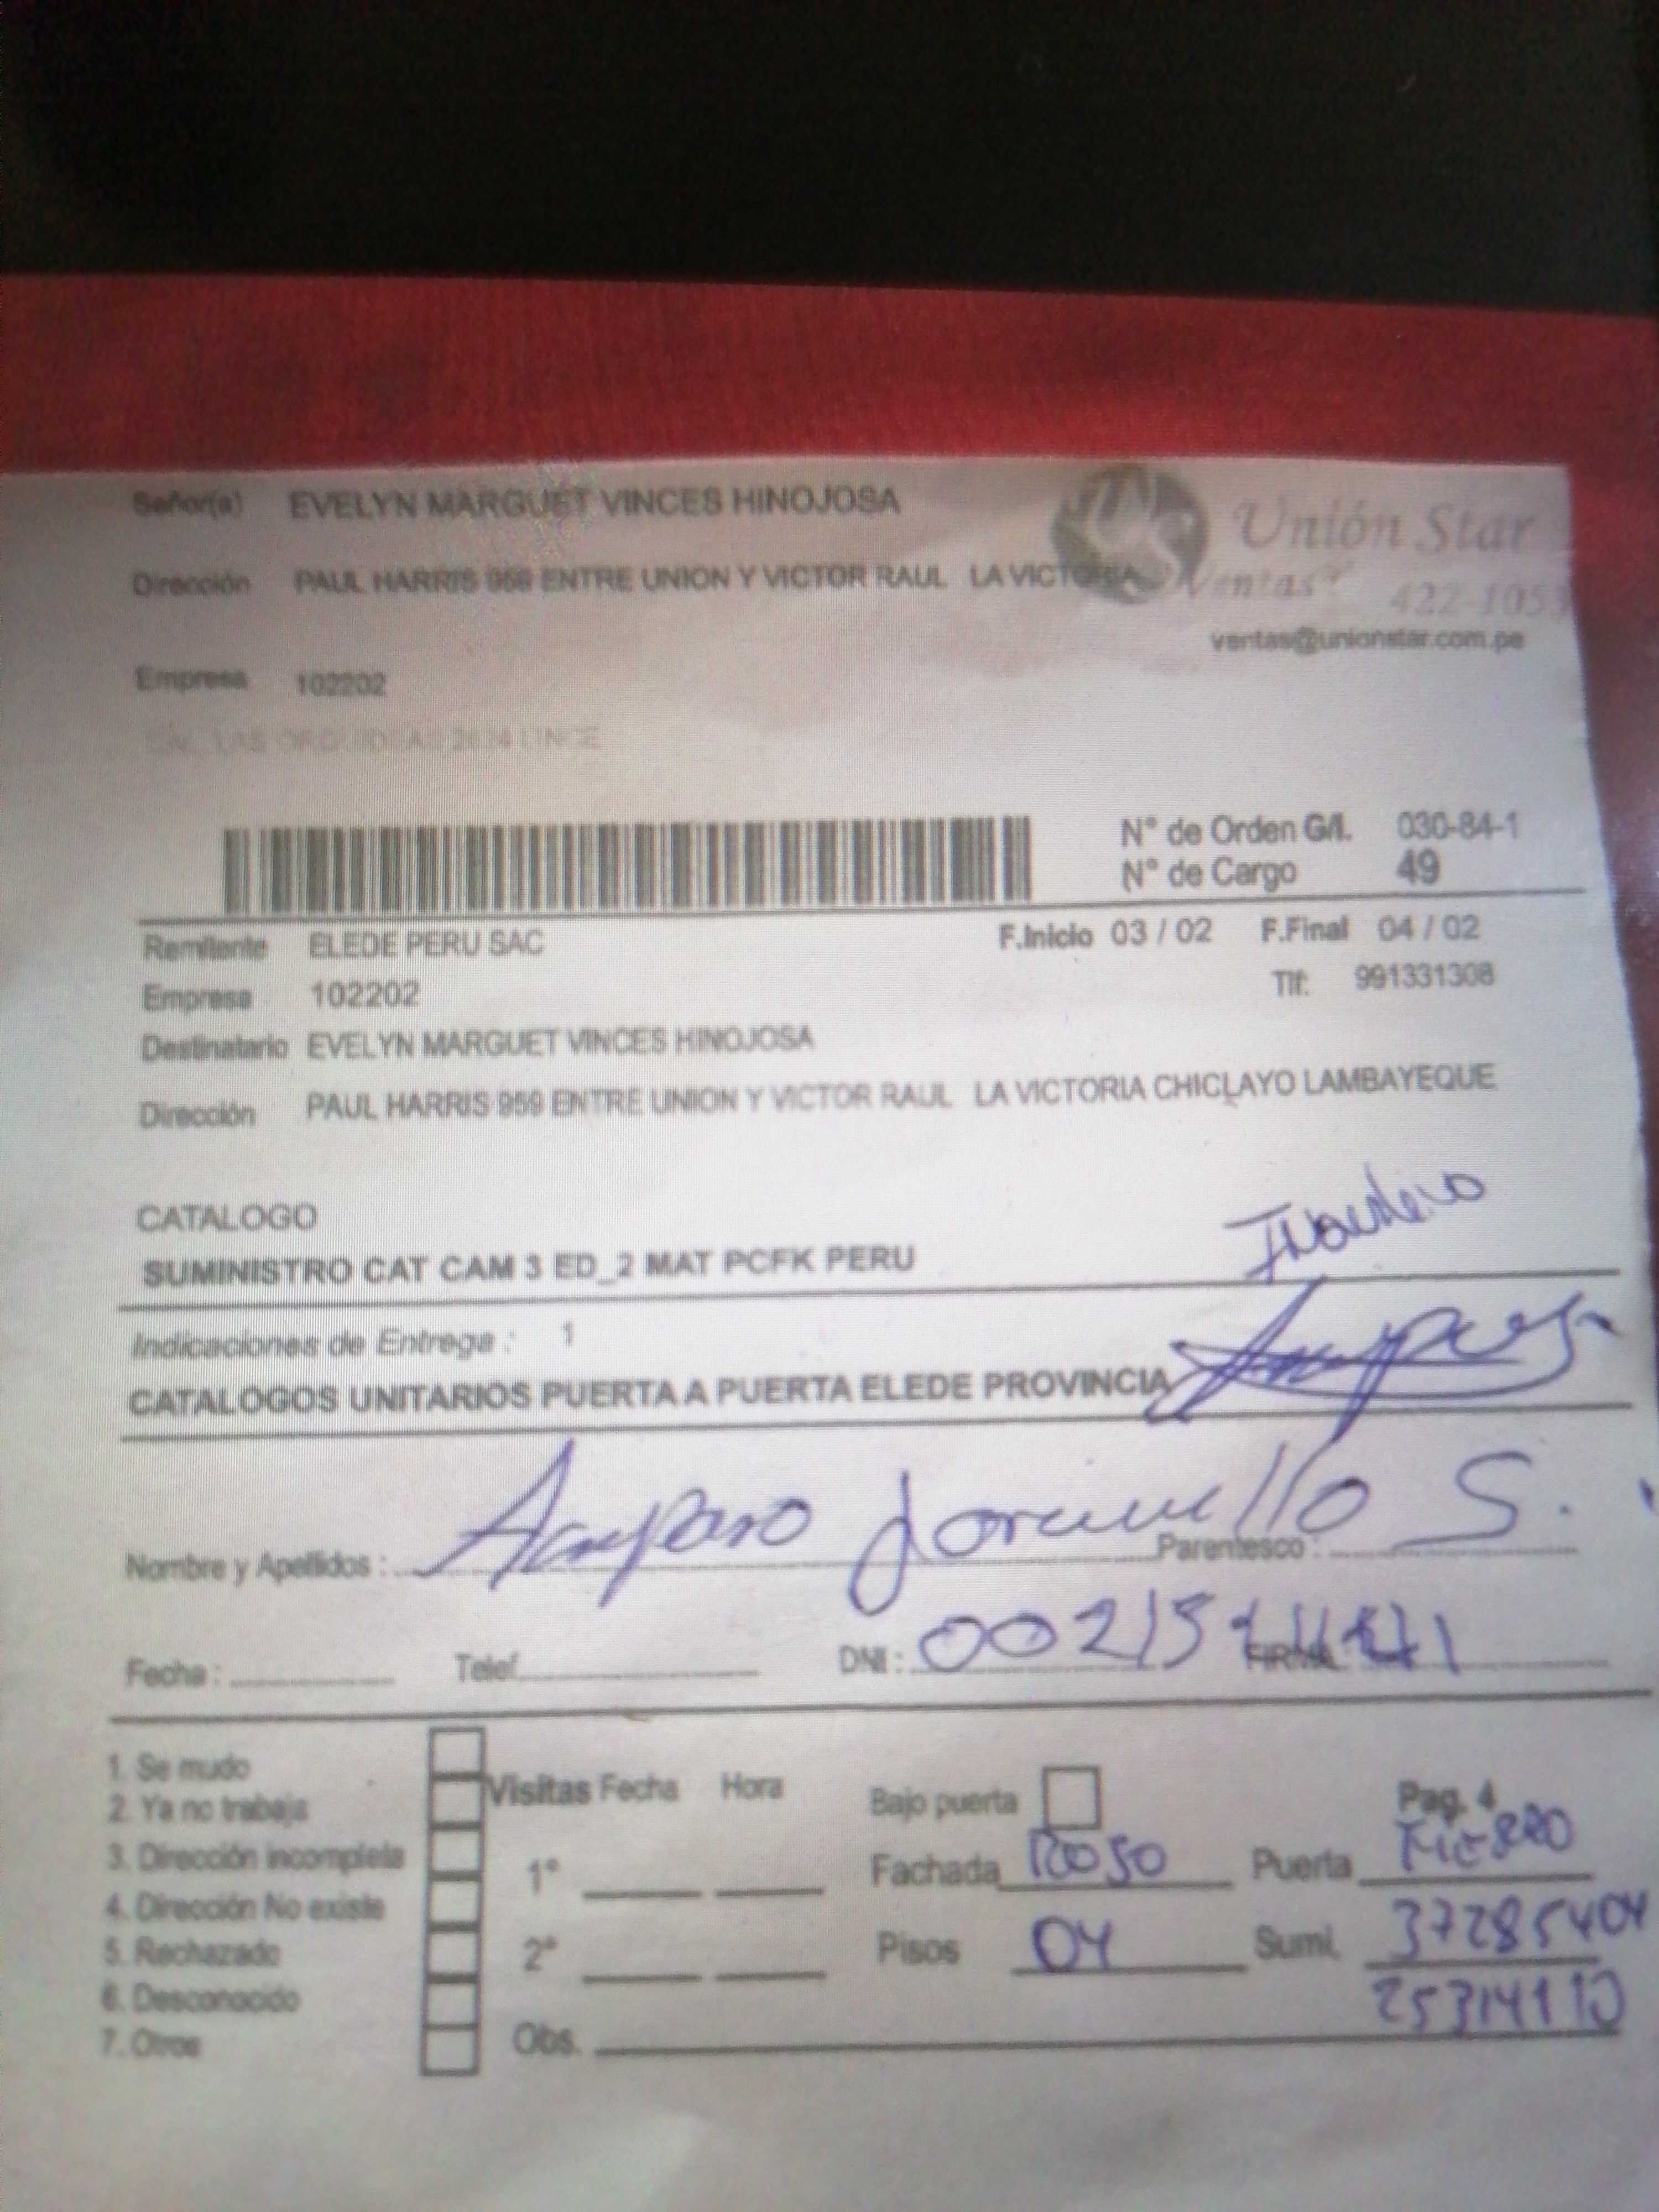 Señor(a) EVELYN MARGUET VINCES HINOJOSA
Unión Star
Dirección PAUL HARRIS 959 ENTRE UNION Y VICTOR RAUL LA VICTORIA
Ventas 422-105
ventas@unionstar.com.pe
Empresa 102202
CAL. LAS ORQUIDEAS LINCE
N° de Orden G/I. 030-84-1
N° de Cargo 49
Remitente ELEDE PERU SAC F.Inicio 03 / 02 F.Final 04 / 02
Empresa 102202 Tlf: 991331308
Destinatario EVELYN MARGUET VINCES HINOJOSA
Dirección PAUL HARRIS 959 ENTRE UNION Y VICTOR RAUL LA VICTORIA CHICLAYO LAMBAYEQUE
CATALOGO
SUMINISTRO CAT CAM 3 ED_2 MAT PCFK PERU
Indicaciones de Entrega : 1
CATALOGOS UNITARIOS PUERTA A PUERTA ELEDE PROVINCIA
Nombre y Apellidos : Amparo S. Parentesco :
Fecha : Telef. DNI : FIRMA
1. Se mudo
2. Ya no trabaja
3. Dirección incompleta
4. Dirección No existe
5. Rechazado
6. Desconocido
7. Otros
Visitas Fecha Hora
1°
2°
Obs.
Bajo puerta Pag. 4
Fachada ROSO Puerta FIERRO
Pisos 04 Sumi. 37285404
25314110